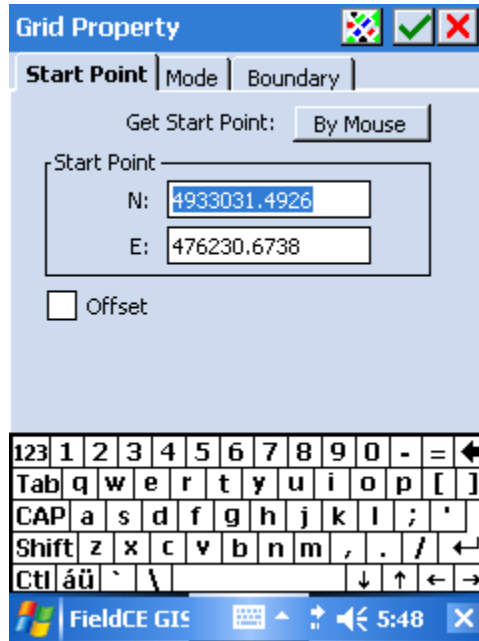 Grid Property
Start Point Mode Boundary
Get Start Point: By Mouse
Start Point
N: 4933031.4926
E: 476230.6738
Offset
123 1 2 3 4 5 6 7 8 9 0 - =
Tab q w e r t y u i o p [ ]
CAP a s d f g h j k l ; '
Shift z x c v b n m , . /
Ctl áü ` \ ↓ ↑ ← →
FieldCE GIS 5:48